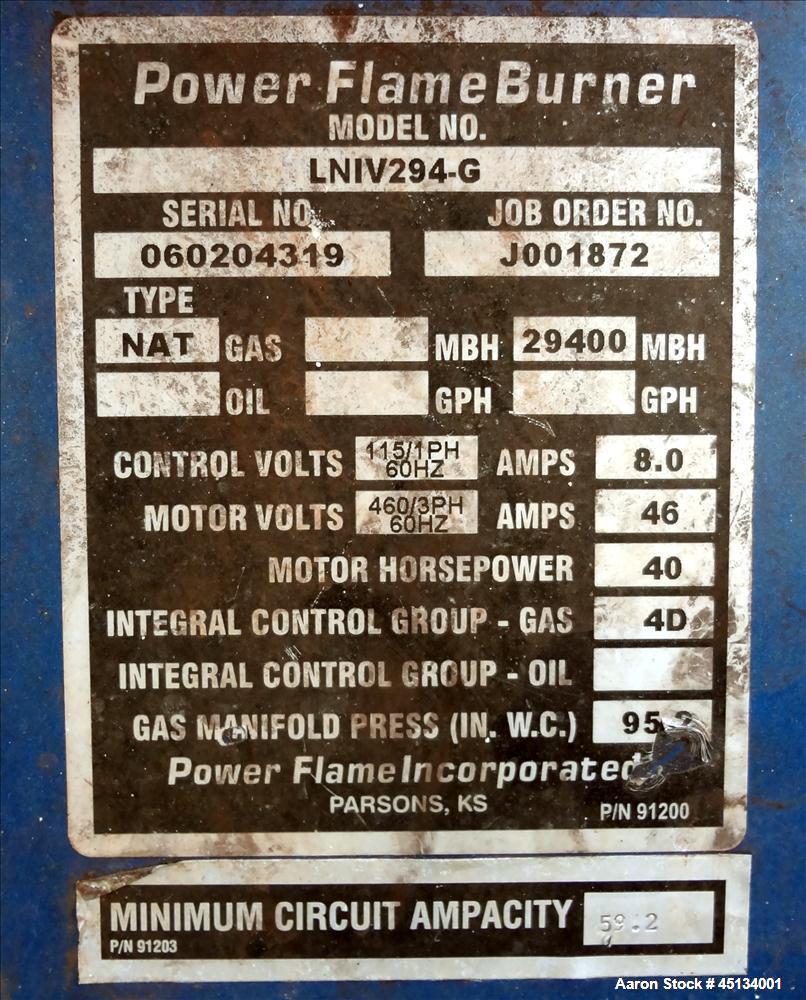 Power Flame Burner
MODEL NO.
LNIV294-G
SERIAL NO. JOB ORDER NO.
060204319 J001872
TYPE
NAT GAS MBH 29400 MBH
OIL GPH GPH
CONTROL VOLTS 115/1PH 60HZ AMPS 8.0
MOTOR VOLTS 460/3PH 60HZ AMPS 46
MOTOR HORSEPOWER 40
INTEGRAL CONTROL GROUP - GAS 4D
INTEGRAL CONTROL GROUP - OIL
GAS MANIFOLD PRESS (IN. W.C.)
Power Flame Incorporated
PARSONS, KS
P/N 91200
MINIMUM CIRCUIT AMPACITY 59.2
P/N 91203
Aaron Stock # 45134001